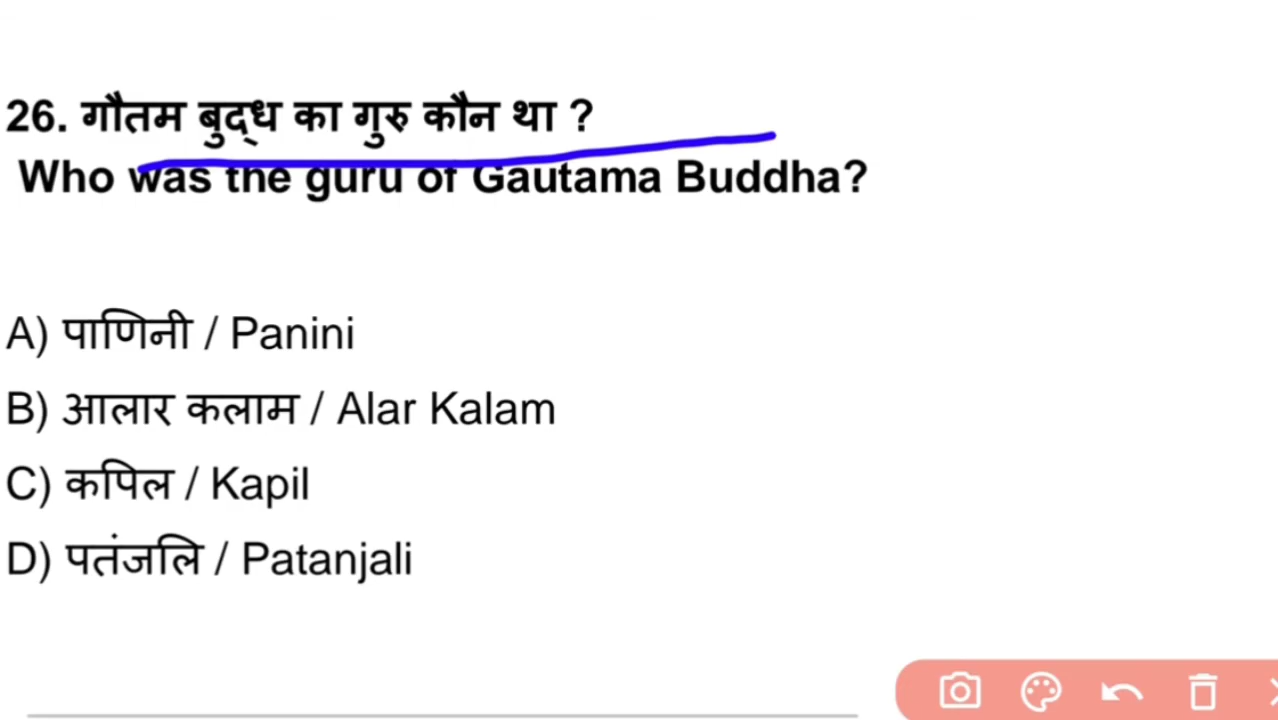 26. गौतम बुद्ध का गुरु कौन था ?
Who was the guru of Gautama Buddha?
A) पाणिनी / Panini
B) आलार कलाम / Alar Kalam
C) कपिल / Kapil
D) पतंजलि / Patanjali